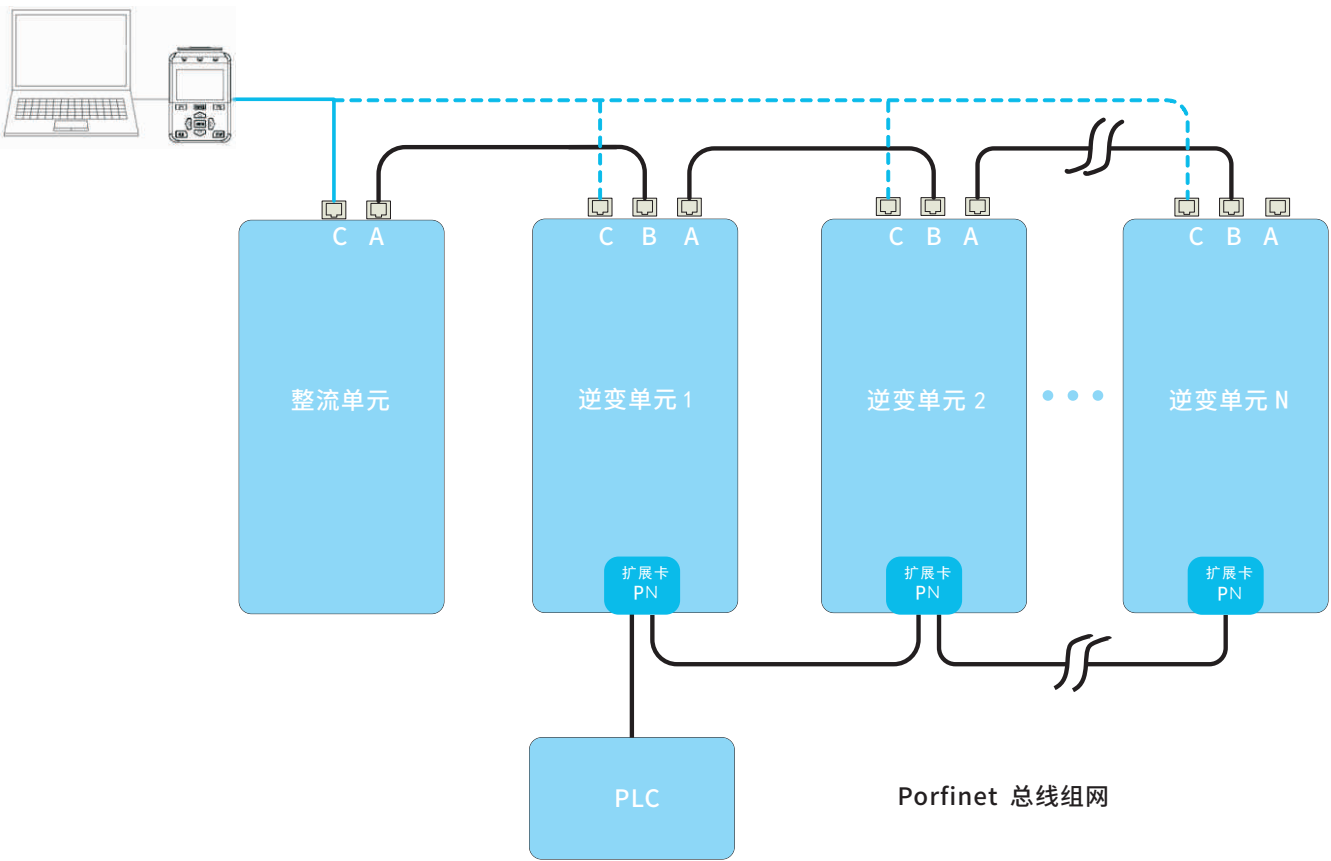 C A
C B A
C B A
C B A
整流单元
逆变单元 1
逆变单元 2
逆变单元 N
扩展卡
PN
扩展卡
PN
扩展卡
PN
PLC
Porfinet 总线组网